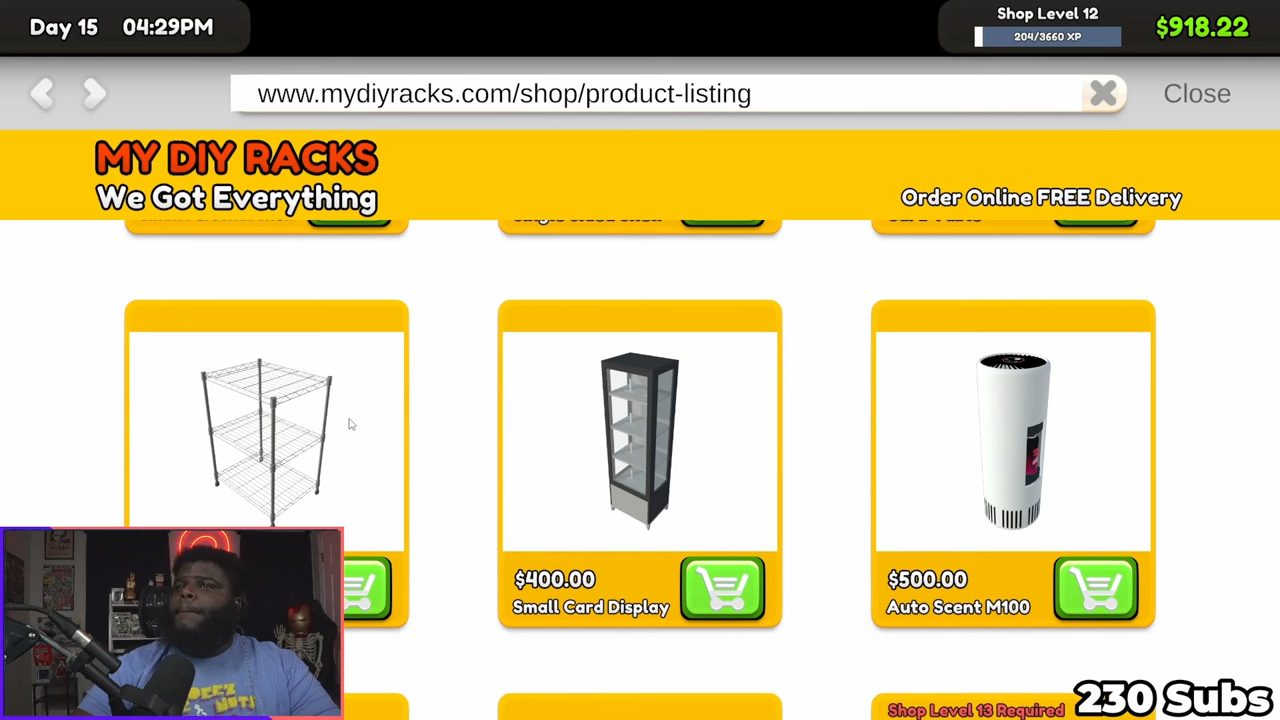 Day 15 04:29PM
Shop Level 12
204/3660 XP
$918.22
www.mydiyracks.com/shop/product-listing
Close
MY DIY RACKS
We Got Everything
Order Online FREE Delivery
$400.00
Small Card Display
$500.00
Auto Scent M100
Shop Level 13 Required
230 Subs